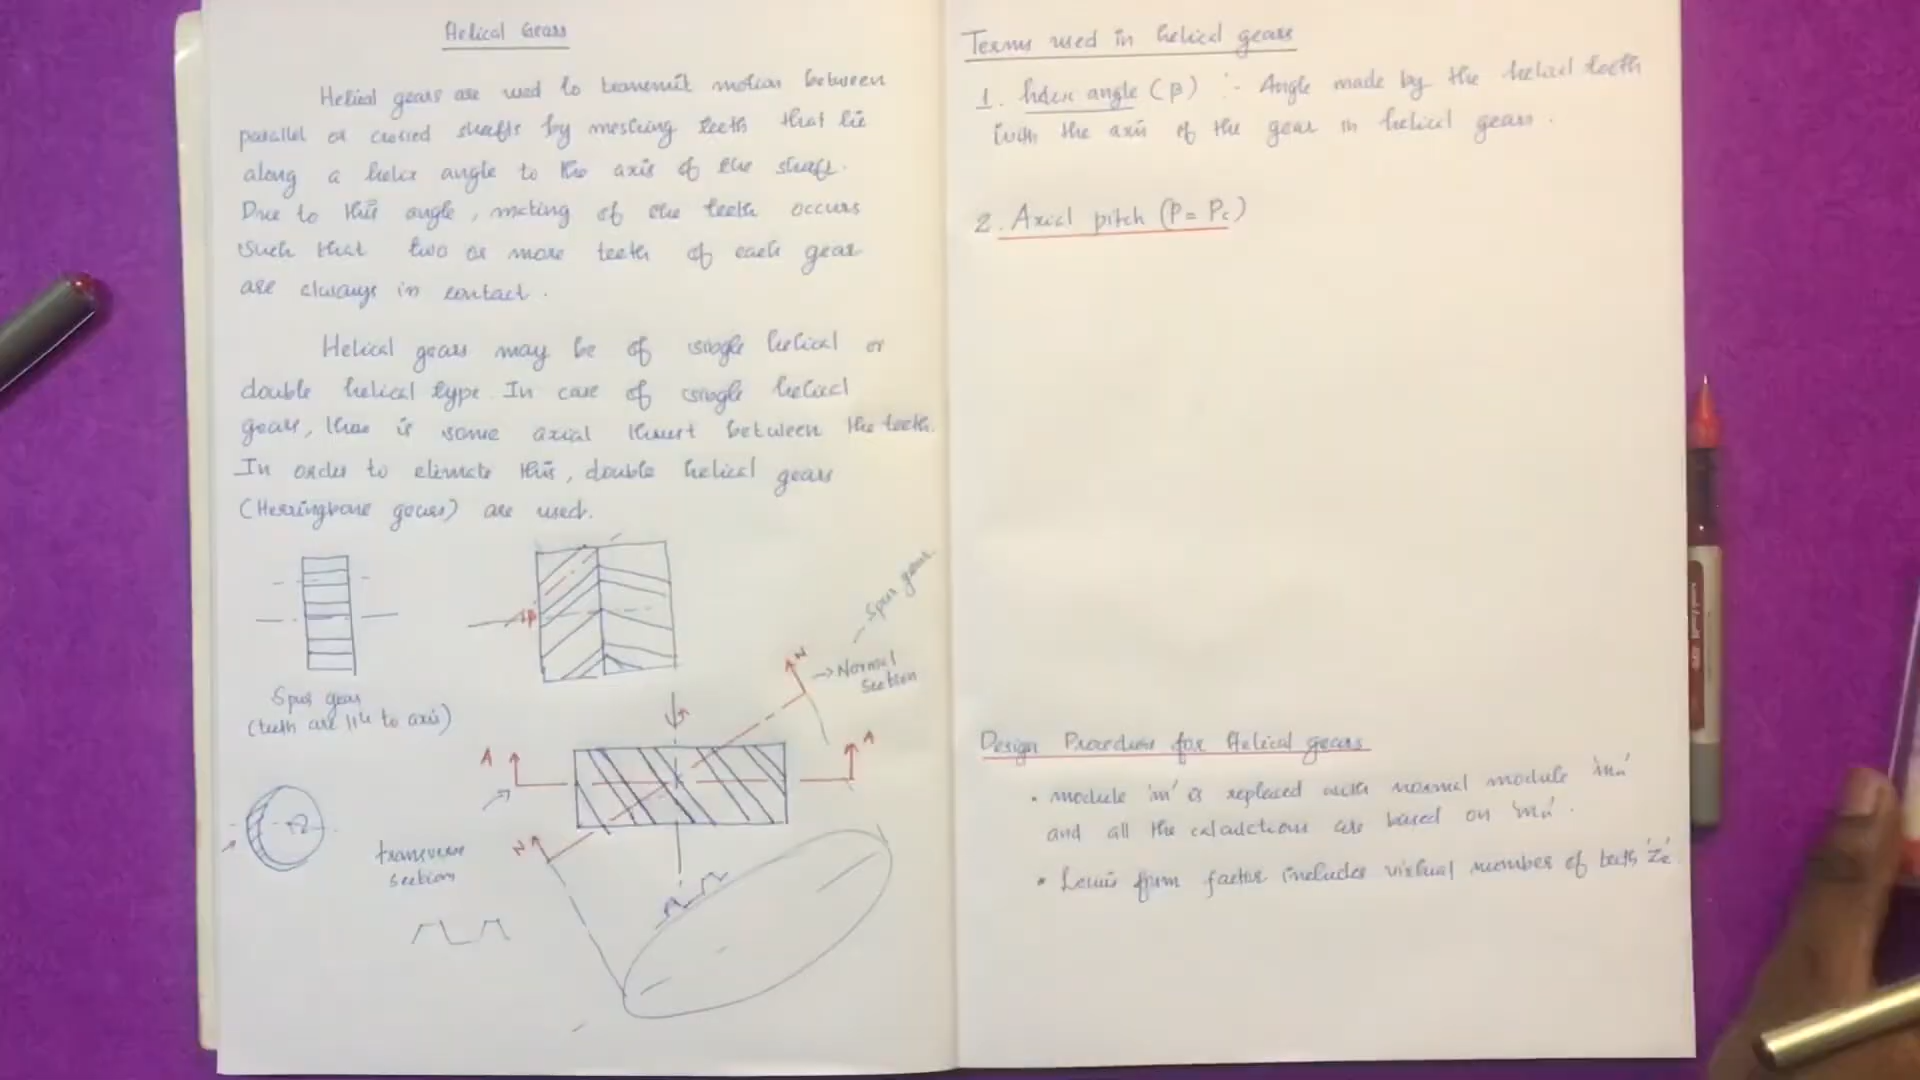 Helical Gears
Helical gears are used to transmit motion between
parallel or crossed shafts by meshing teeth that lie
along a helix angle to the axis of the shaft.
Due to this angle, mating of the teeth occurs
such that two or more teeth of each gear
are always in contact.
Helical gears may be of single helical or
double helical type. In case of single helical
gears, there is some axial thrust between the teeth.
In order to elimate this, double helical gears
(Herringbone gears) are used.
Spur gear
(teeth are lle to axis)
β
Spur gear
N
→ Normal
section
A
A
N
transverse
section
Terms used in helical gears
1. helix angle (β) :- Angle made by the helical teeth
with the axis of the gear in helical gears.
2. Axial pitch (P = Pc)
Design Procedure for Helical gears
• module 'm' is replaced with normal module 'mn'
and all the calculations are based on 'mn'.
• Lewis form factor includes virtual number of teeth 'Ze'.